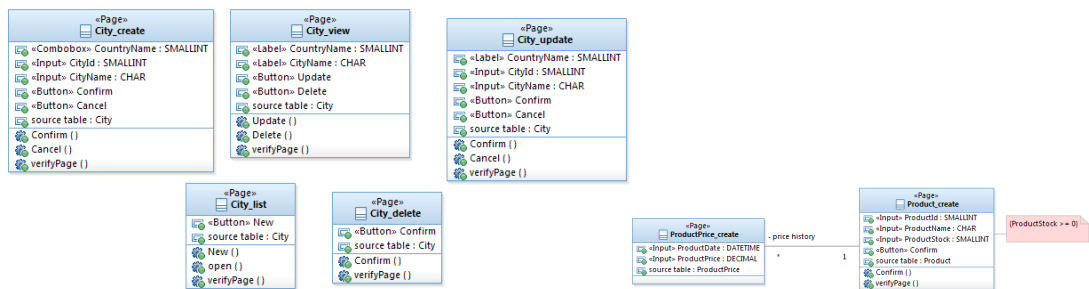 «Page»
City_create
«Combobox» CountryName : SMALLINT
«Input» CityId : SMALLINT
«Input» CityName : CHAR
«Button» Confirm
«Button» Cancel
source table : City
Confirm ( )
Cancel ( )
verifyPage ( )
«Page»
City_view
«Label» CountryName : SMALLINT
«Label» CityName : CHAR
«Button» Update
«Button» Delete
source table : City
Update ( )
Delete ( )
verifyPage ( )
«Page»
City_update
«Label» CountryName : SMALLINT
«Input» CityId : SMALLINT
«Input» CityName : CHAR
«Button» Confirm
«Button» Cancel
source table : City
Confirm ( )
Cancel ( )
verifyPage ( )
«Page»
City_list
«Button» New
source table : City
New ( )
open ( )
verifyPage ( )
«Page»
City_delete
«Button» Confirm
source table : City
Confirm ( )
verifyPage ( )
«Page»
ProductPrice_create
«Input» ProductDate : DATETIME
«Input» ProductPrice : DECIMAL
source table : ProductPrice
- price history
* 1
«Page»
Product_create
«Input» ProductId : SMALLINT
«Input» ProductName : CHAR
«Input» ProductStock : SMALLINT
«Button» Confirm
source table : Product
Confirm ( )
verifyPage ( )
{ProductStock > = 0}